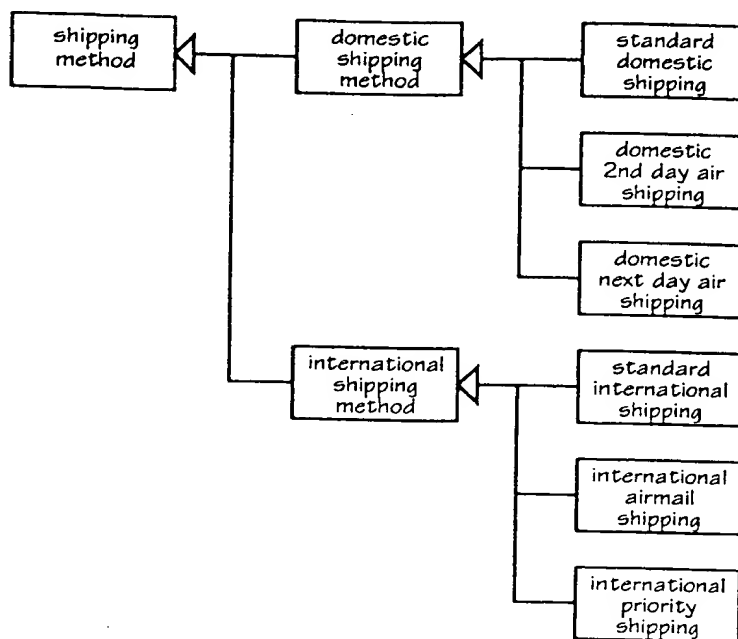 shipping
method
domestic
shipping
method
standard
domestic
shipping
domestic
2nd day air
shipping
domestic
next day air
shipping
international
shipping
method
standard
international
shipping
international
airmail
shipping
international
priority
shipping